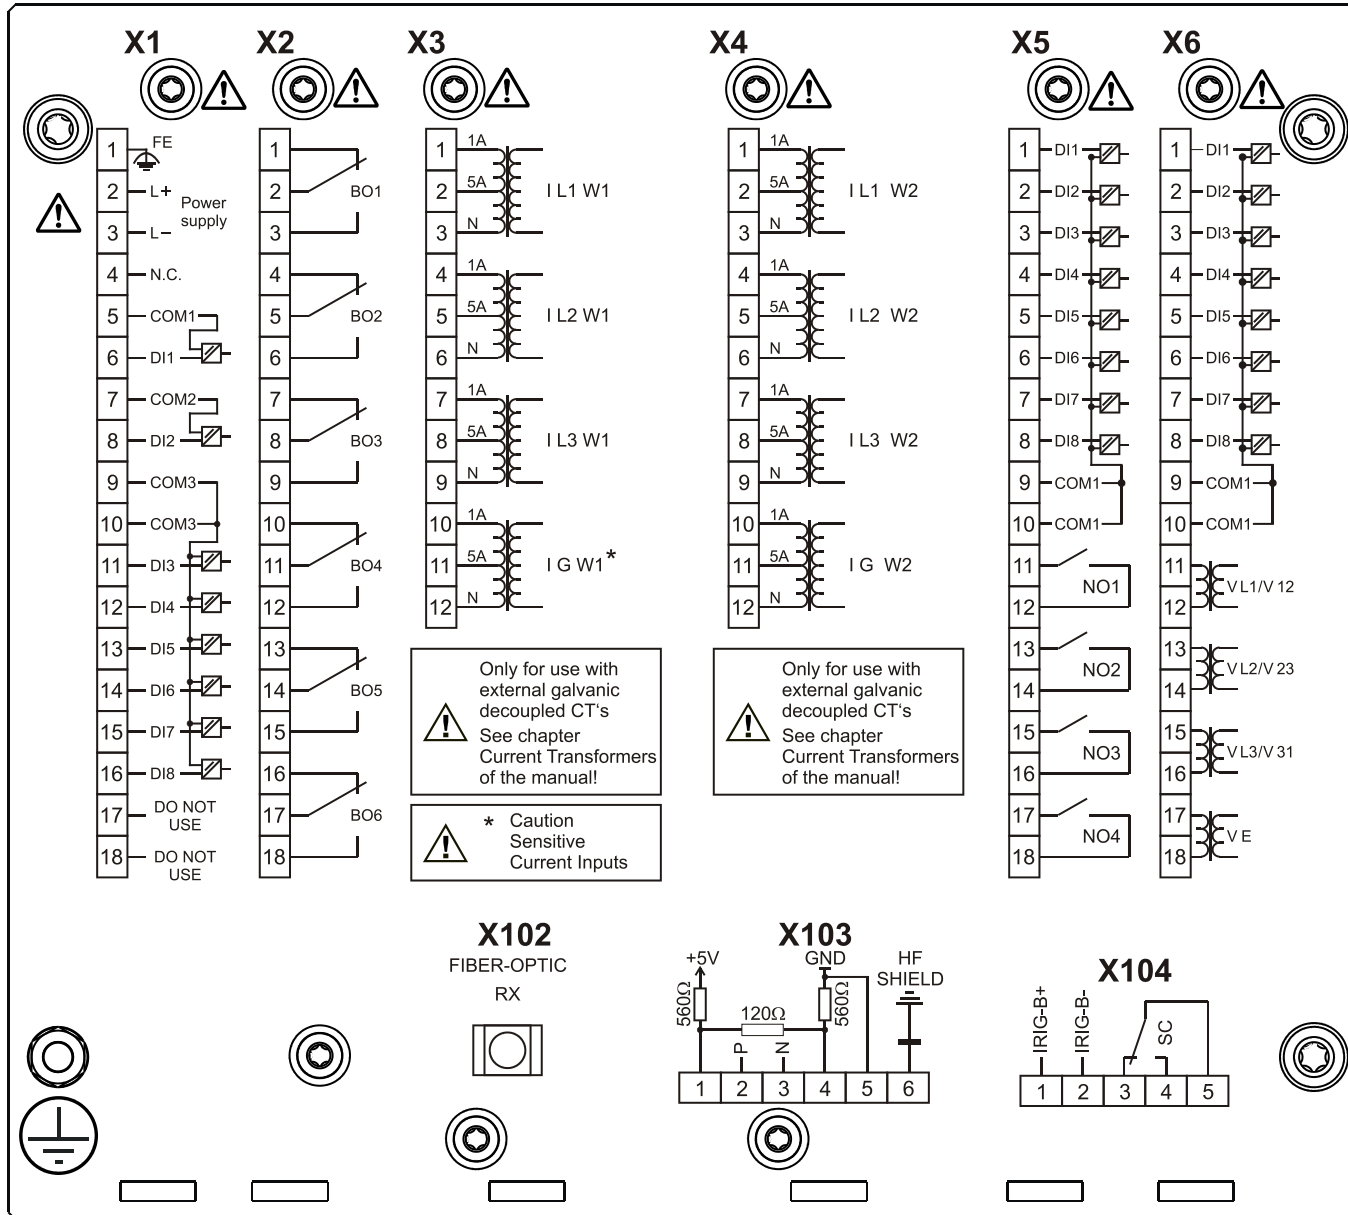 X1
1 FE
2 L+
Power
supply
3 L–
4 N.C.
5 COM1
6 DI1
7 COM2
8 DI2
9 COM3
10 COM3
11 DI3
12 DI4
13 DI5
14 DI6
15 DI7
16 DI8
17 DO NOT
USE
18 DO NOT
USE
X2
1
2 BO1
3
4
5 BO2
6
7
8 BO3
9
10
11 BO4
12
13
14 BO5
15
16
17 BO6
18
X3
1 1A
2 5A I L1 W1
3 N
4 1A
5 5A I L2 W1
6 N
7 1A
8 5A I L3 W1
9 N
10 1A
11 5A I G W1*
12 N
Only for use with
external galvanic
decoupled CT‘s
See chapter
Current Transformers
of the manual!
* Caution
Sensitive
Current Inputs
X4
1 1A
2 5A I L1 W2
3 N
4 1A
5 5A I L2 W2
6 N
7 1A
8 5A I L3 W2
9 N
10 1A
11 5A I G W2
12 N
Only for use with
external galvanic
decoupled CT‘s
See chapter
Current Transformers
of the manual!
X5
1 DI1
2 DI2
3 DI3
4 DI4
5 DI5
6 DI6
7 DI7
8 DI8
9 COM1
10 COM1
11
NO1
12
13
NO2
14
15
NO3
16
17
NO4
18
X6
1 DI1
2 DI2
3 DI3
4 DI4
5 DI5
6 DI6
7 DI7
8 DI8
9 COM1
10 COM1
11
V L1/V 12
12
13
V L2/V 23
14
15
V L3/V 31
16
17
V E
18
X102
FIBER-OPTIC
RX
X103
+5V GND HF
SHIELD
560Ω 120Ω 560Ω
P N
1 2 3 4 5 6
X104
IRIG-B+ IRIG-B- SC
1 2 3 4 5